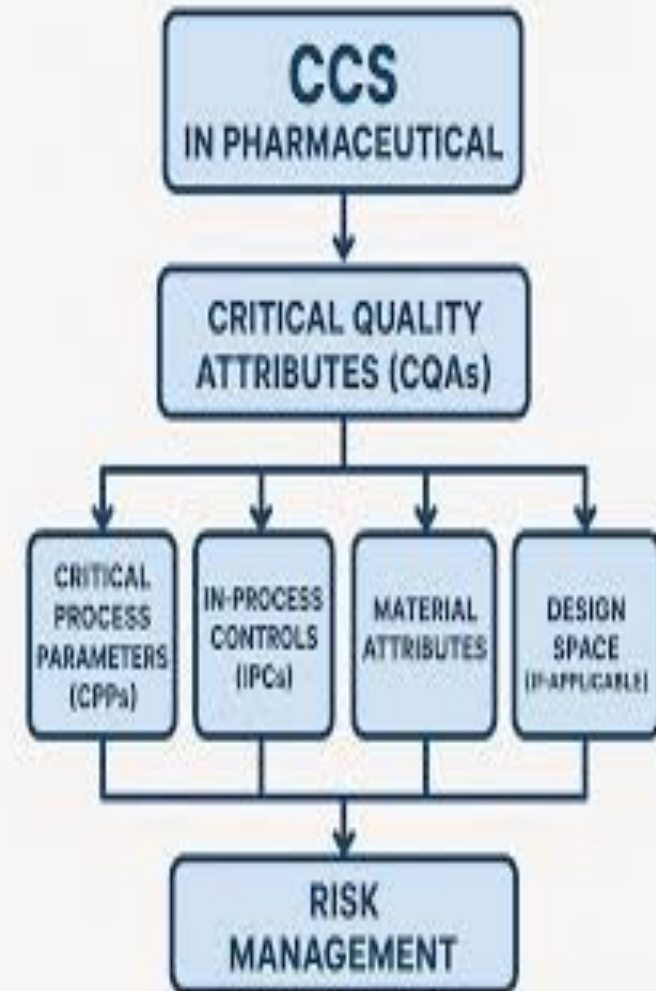 CCS
IN PHARMACEUTICAL
CRITICAL QUALITY
ATTRIBUTES (CQAs)
CRITICAL
PROCESS
PARAMETERS
(CPPs)
IN-PROCESS
CONTROLS
(IPCs)
MATERIAL
ATTRIBUTES
DESIGN
SPACE
(IF-APPLICABLE)
RISK
MANAGEMENT